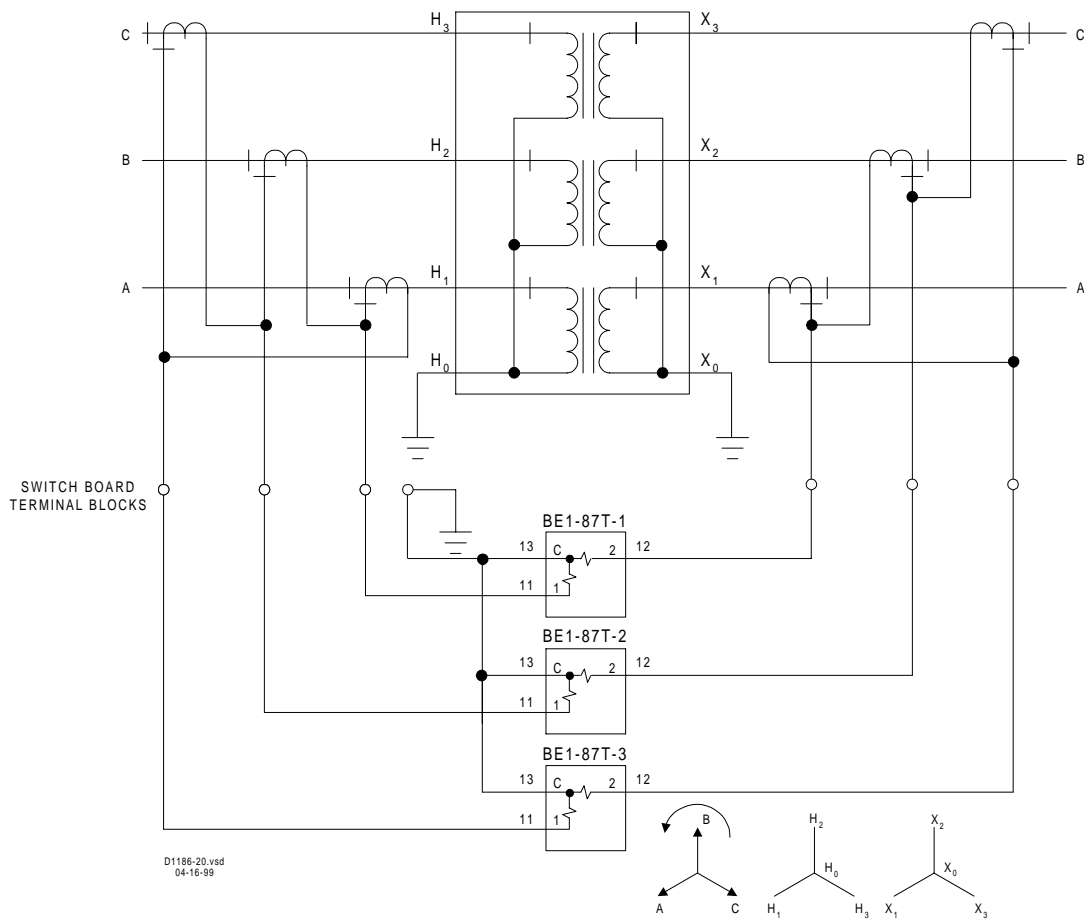 C H₃ X₃ C
B H₂ X₂ B
A H₁ X₁ A
H₀ X₀
SWITCH BOARD
TERMINAL BLOCKS
BE1-87T-1
13 C 2 12
11 1
BE1-87T-2
13 C 2 12
11 1
BE1-87T-3
13 C 2 12
11 1
B H₂ X₂
H₀ X₀
A C H₁ H₃ X₁ X₃
D1186-20.vsd
04-16-99